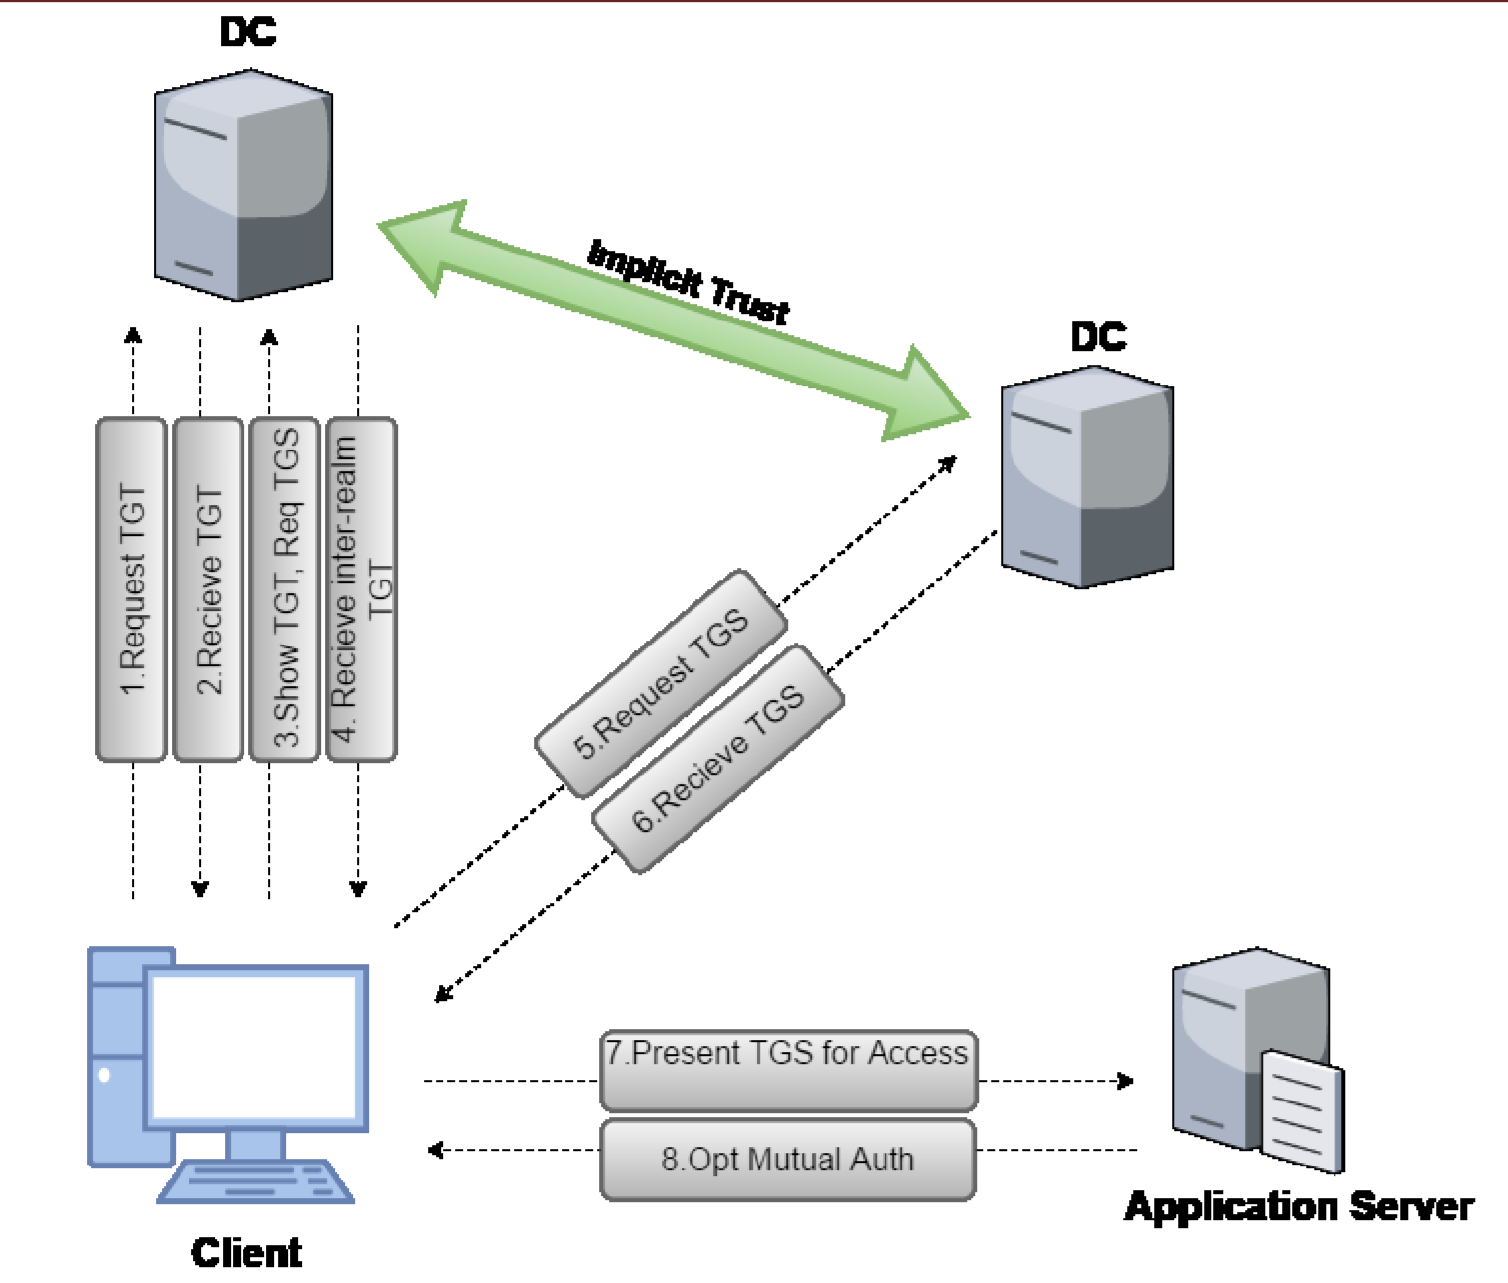 DC
Implicit Trust
DC
1.Request TGT
2.Recieve TGT
3.Show TGT, Req TGS
4. Recieve inter-realm
TGT
5.Request TGS
6.Recieve TGS
7.Present TGS for Access
8.Opt Mutual Auth
Application Server
Client